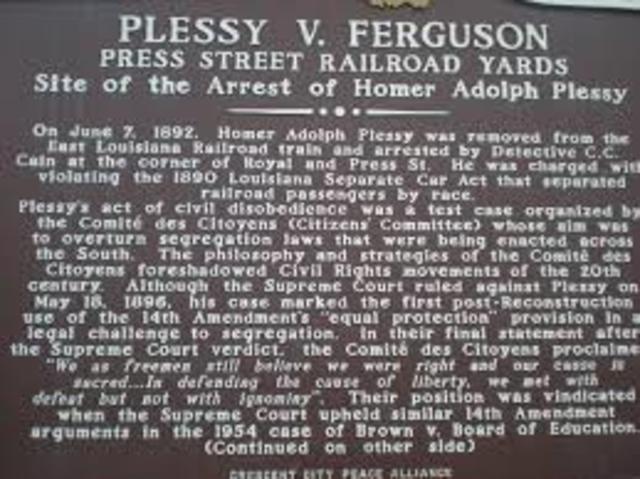 PLESSY V. FERGUSON
PRESS STREET RAILROAD YARDS
Site of the Arrest of Homer Adolph Plessy
On June 7, 1892, Homer Adolph Plessy was removed from the
East Louisiana Railroad train and arrested by Detective C.C.
Cain at the corner of Royal and Press St. He was charged wit
violating the 1890 Louisiana Separate Car Act that separated
railroad passengers by race.
Plessy's act of civil disobedience was a test case organized b
the Comité des Citoyens (Citizens' Committee) whose aim was
to overturn segregation laws that were being enacted across
the South. The philosophy and strategies of the Comité des
Citoyens foreshadowed Civil Rights movements of the 20th
century. Although the Supreme Court ruled against Plessy on
May 18, 1896, his case marked the first post-Reconstruction
use of the 14th Amendment's "equal protection" provision in a
legal challenge to segregation. In their final statement after
the Supreme Court verdict, the Comité des Citoyens proclaime
"We as freemen still believe we were right and our cause is
sacred...In defending the cause of liberty, we met with
defeat but not with ignominy". Their position was vindicated
when the Supreme Court upheld similar 14th Amendment
arguments in the 1954 case of Brown v. Board of Education.
(Continued on other side)
CRESCENT CITY PEACE ALLIANCE